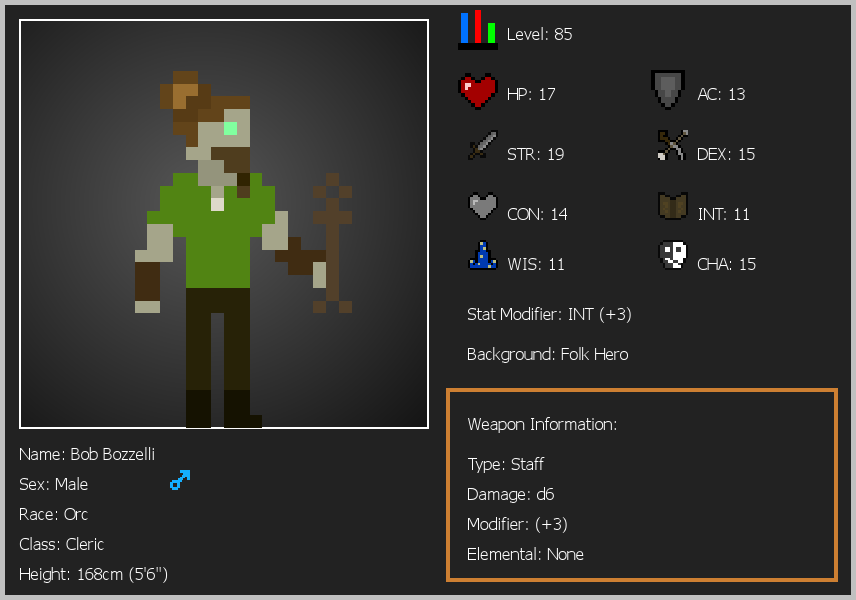 Level: 85
HP: 17
AC: 13
STR: 19
DEX: 15
CON: 14
INT: 11
WIS: 11
CHA: 15
Stat Modifier: INT (+3)
Background: Folk Hero
Weapon Information:
Type: Staff
Damage: d6
Modifier: (+3)
Elemental: None
Name: Bob Bozzelli
Sex: Male
Race: Orc
Class: Cleric
Height: 168cm (5'6")